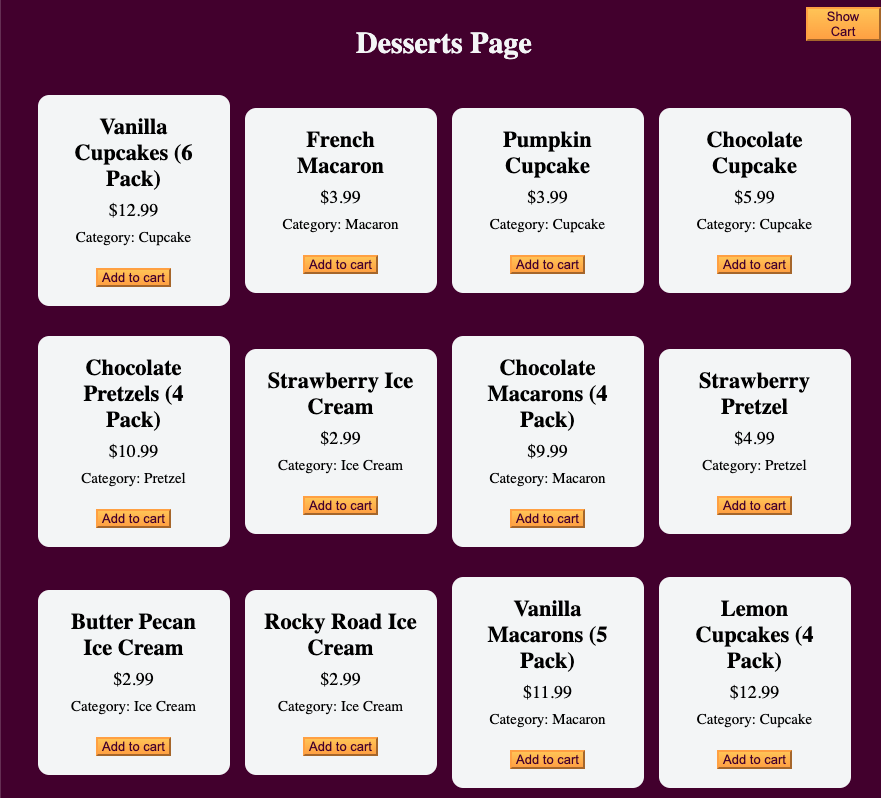 Show
Cart
Desserts Page
Vanilla
Cupcakes (6
Pack)
$12.99
Category: Cupcake
Add to cart
French
Macaron
$3.99
Category: Macaron
Add to cart
Pumpkin
Cupcake
$3.99
Category: Cupcake
Add to cart
Chocolate
Cupcake
$5.99
Category: Cupcake
Add to cart
Chocolate
Pretzels (4
Pack)
$10.99
Category: Pretzel
Add to cart
Strawberry Ice
Cream
$2.99
Category: Ice Cream
Add to cart
Chocolate
Macarons (4
Pack)
$9.99
Category: Macaron
Add to cart
Strawberry
Pretzel
$4.99
Category: Pretzel
Add to cart
Butter Pecan
Ice Cream
$2.99
Category: Ice Cream
Add to cart
Rocky Road Ice
Cream
$2.99
Category: Ice Cream
Add to cart
Vanilla
Macarons (5
Pack)
$11.99
Category: Macaron
Add to cart
Lemon
Cupcakes (4
Pack)
$12.99
Category: Cupcake
Add to cart